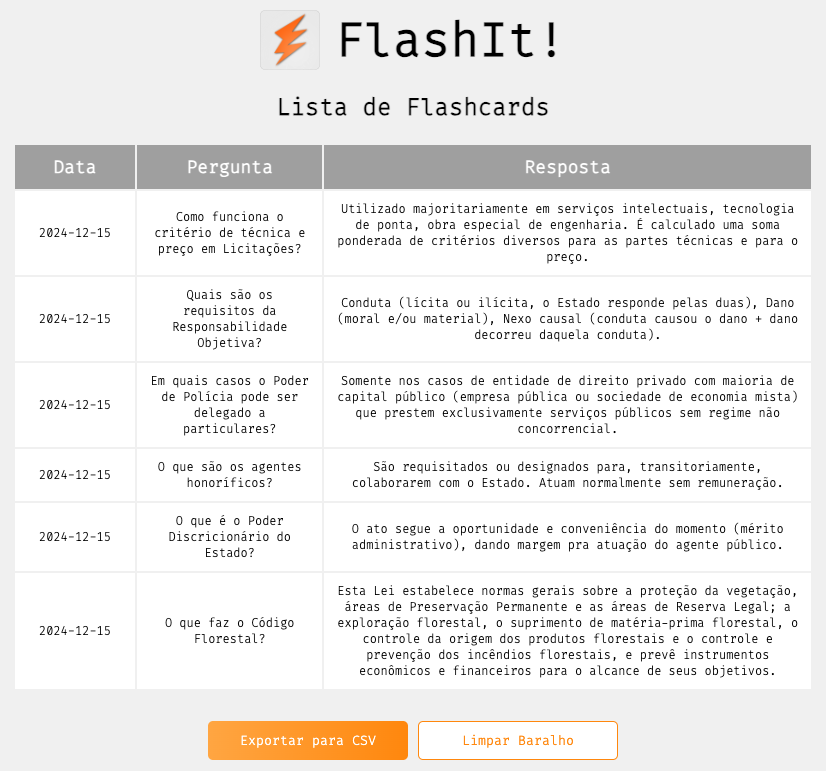 FlashIt!
Lista de Flashcards
Data Pergunta Resposta
2024-12-15
Como funciona o
critério de técnica e
preço em Licitações?
Utilizado majoritariamente em serviços intelectuais, tecnologia
de ponta, obra especial de engenharia. É calculado uma soma
ponderada de critérios diversos para as partes técnicas e para o
preço.
2024-12-15
Quais são os
requisitos da
Responsabilidade
Objetiva?
Conduta (lícita ou ilícita, o Estado responde pelas duas), Dano
(moral e/ou material), Nexo causal (conduta causou o dano + dano
decorreu daquela conduta).
2024-12-15
Em quais casos o Poder
de Polícia pode ser
delegado a
particulares?
Somente nos casos de entidade de direito privado com maioria de
capital público (empresa pública ou sociedade de economia mista)
que prestem exclusivamente serviços públicos sem regime não
concorrencial.
2024-12-15
O que são os agentes
honoríficos?
São requisitados ou designados para, transitoriamente,
colaborarem com o Estado. Atuam normalmente sem remuneração.
2024-12-15
O que é o Poder
Discricionário do
Estado?
O ato segue a oportunidade e conveniência do momento (mérito
administrativo), dando margem pra atuação do agente público.
2024-12-15
O que faz o Código
Florestal?
Esta Lei estabelece normas gerais sobre a proteção da vegetação,
áreas de Preservação Permanente e as áreas de Reserva Legal; a
exploração florestal, o suprimento de matéria-prima florestal, o
controle da origem dos produtos florestais e o controle e
prevenção dos incêndios florestais, e prevê instrumentos
econômicos e financeiros para o alcance de seus objetivos.
Exportar para CSV
Limpar Baralho